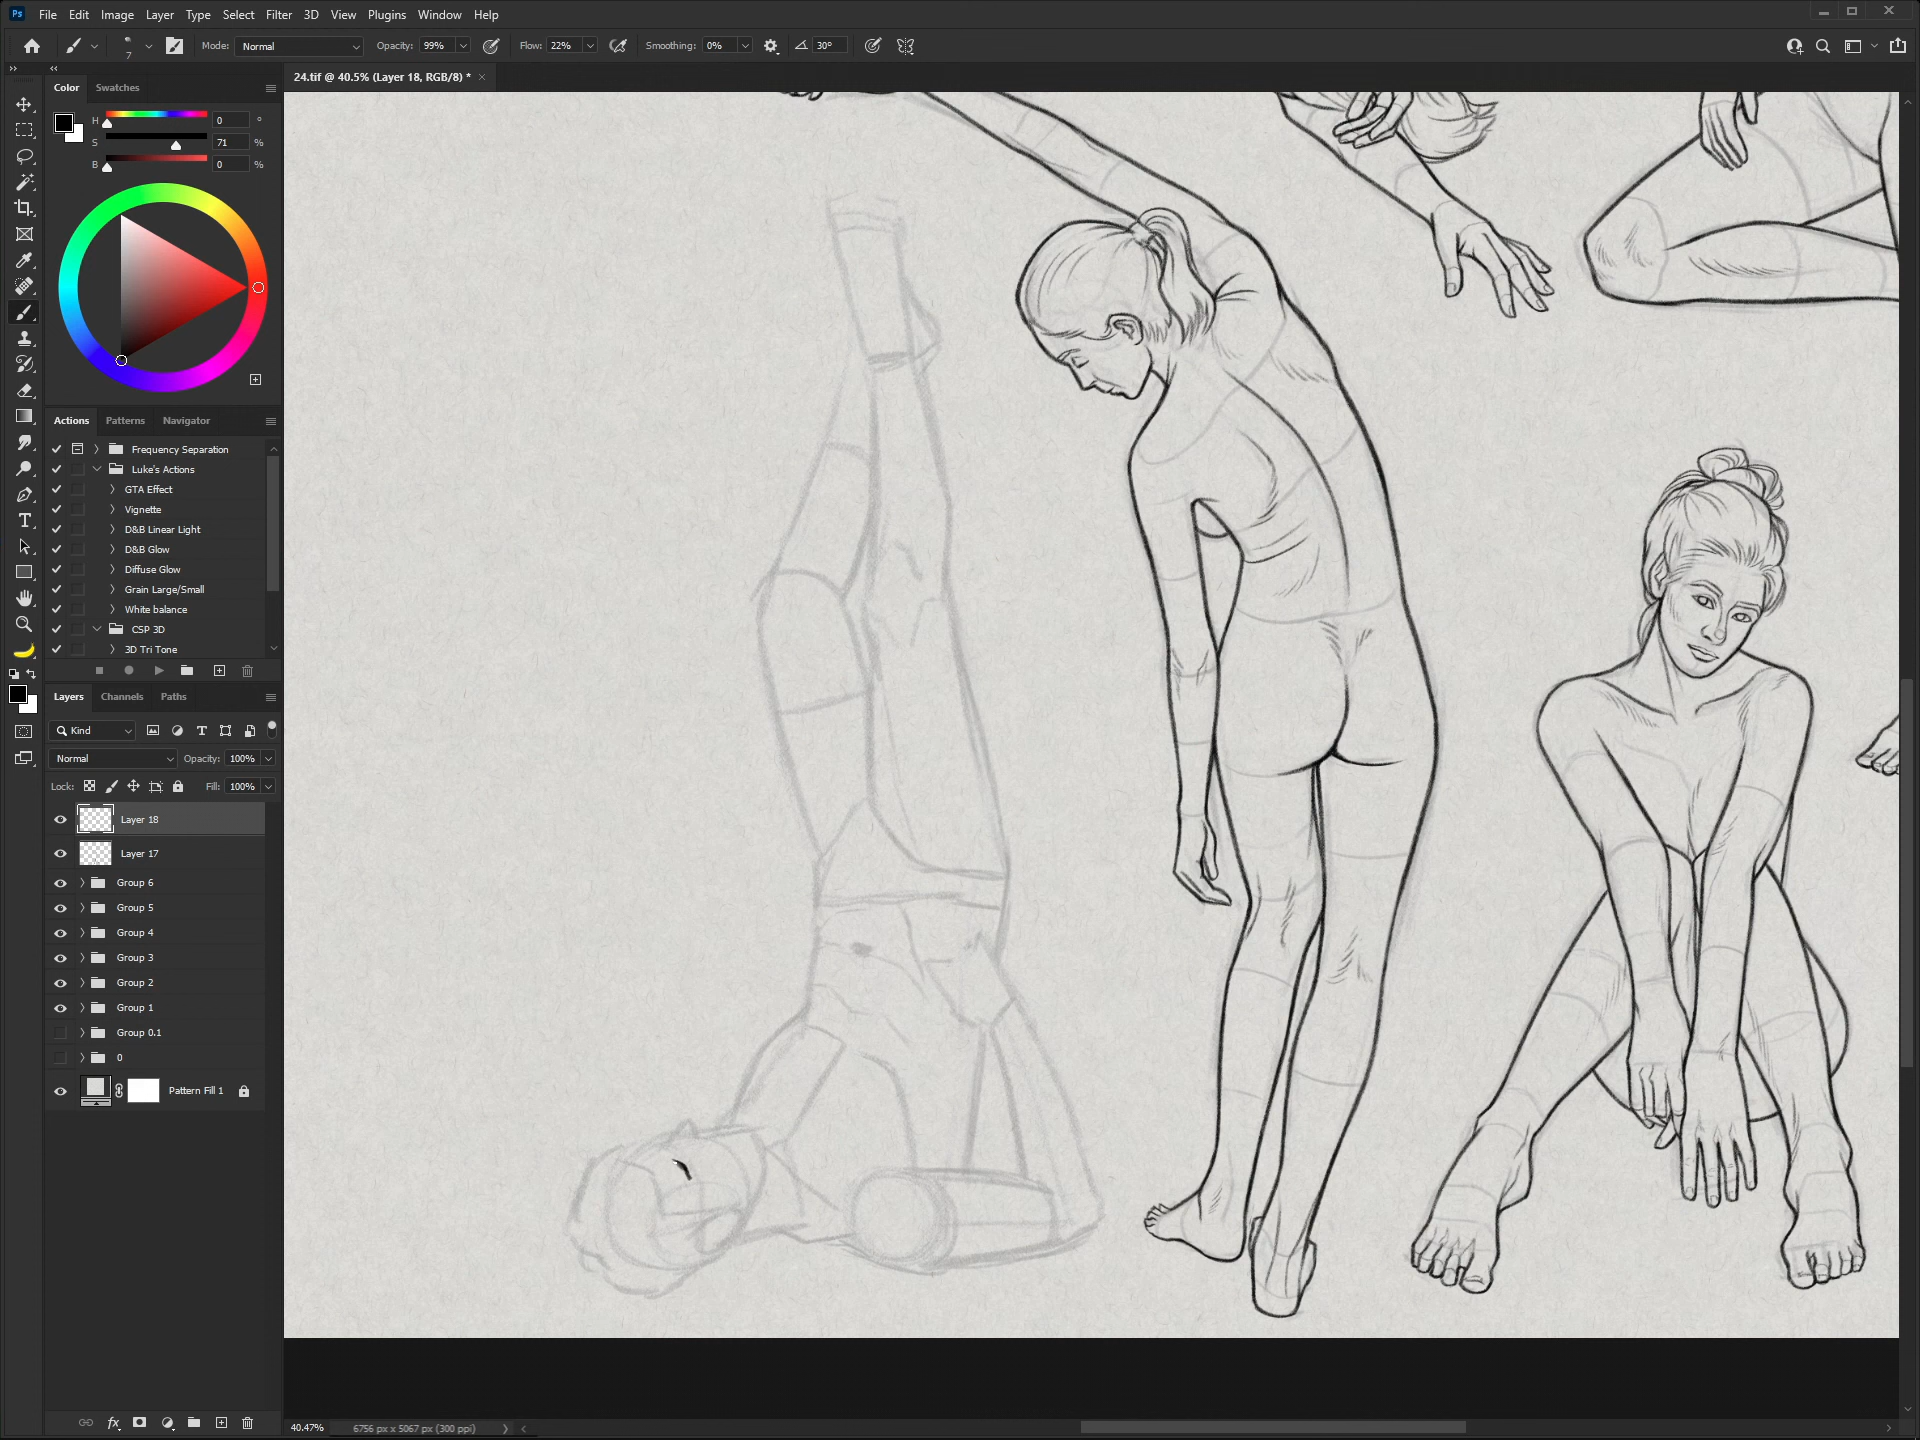 Ps File Edit Image Layer Type Select Filter 3D View Plugins Window Help
7 Mode: Normal Opacity: 99% Flow: 22% Smoothing: 0% 30°
24.tif @ 40.5% (Layer 18, RGB/8) *
Color Swatches
H 0 °
S 71 %
B 0 %
Actions Patterns Navigator
Frequency Separation
Luke's Actions
GTA Effect
Vignette
D&B Linear Light
D&B Glow
Diffuse Glow
Grain Large/Small
White balance
CSP 3D
3D Tri Tone
Layers Channels Paths
Kind
Normal Opacity: 100%
Lock: Fill: 100%
Layer 18
Layer 17
Group 6
Group 5
Group 4
Group 3
Group 2
Group 1
Group 0.1
0
Pattern Fill 1
fx
40.47% 6756 px x 5067 px (300 ppi)